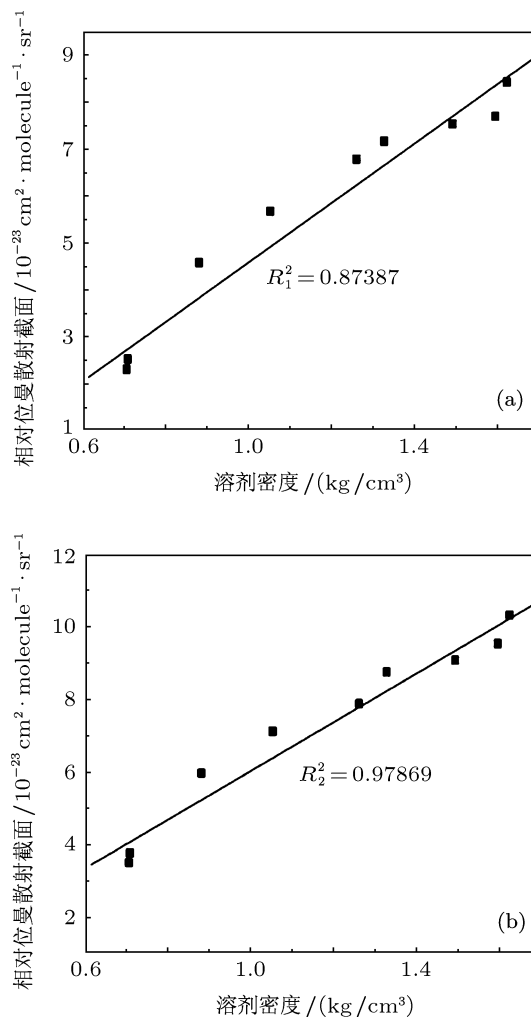 相对位曼散射截面/10⁻²³cm²·molecule⁻¹·sr⁻¹
9
7
5
3
1
R₁²=0.87387
(a)
0.6 1.0 1.4
溶剂密度/(kg/cm³)
相对位曼散射截面/10⁻²³cm²·molecule⁻¹·sr⁻¹
12
10
8
6
4
2
R₂²=0.97869
(b)
0.6 1.0 1.4
溶剂密度/(kg/cm³)